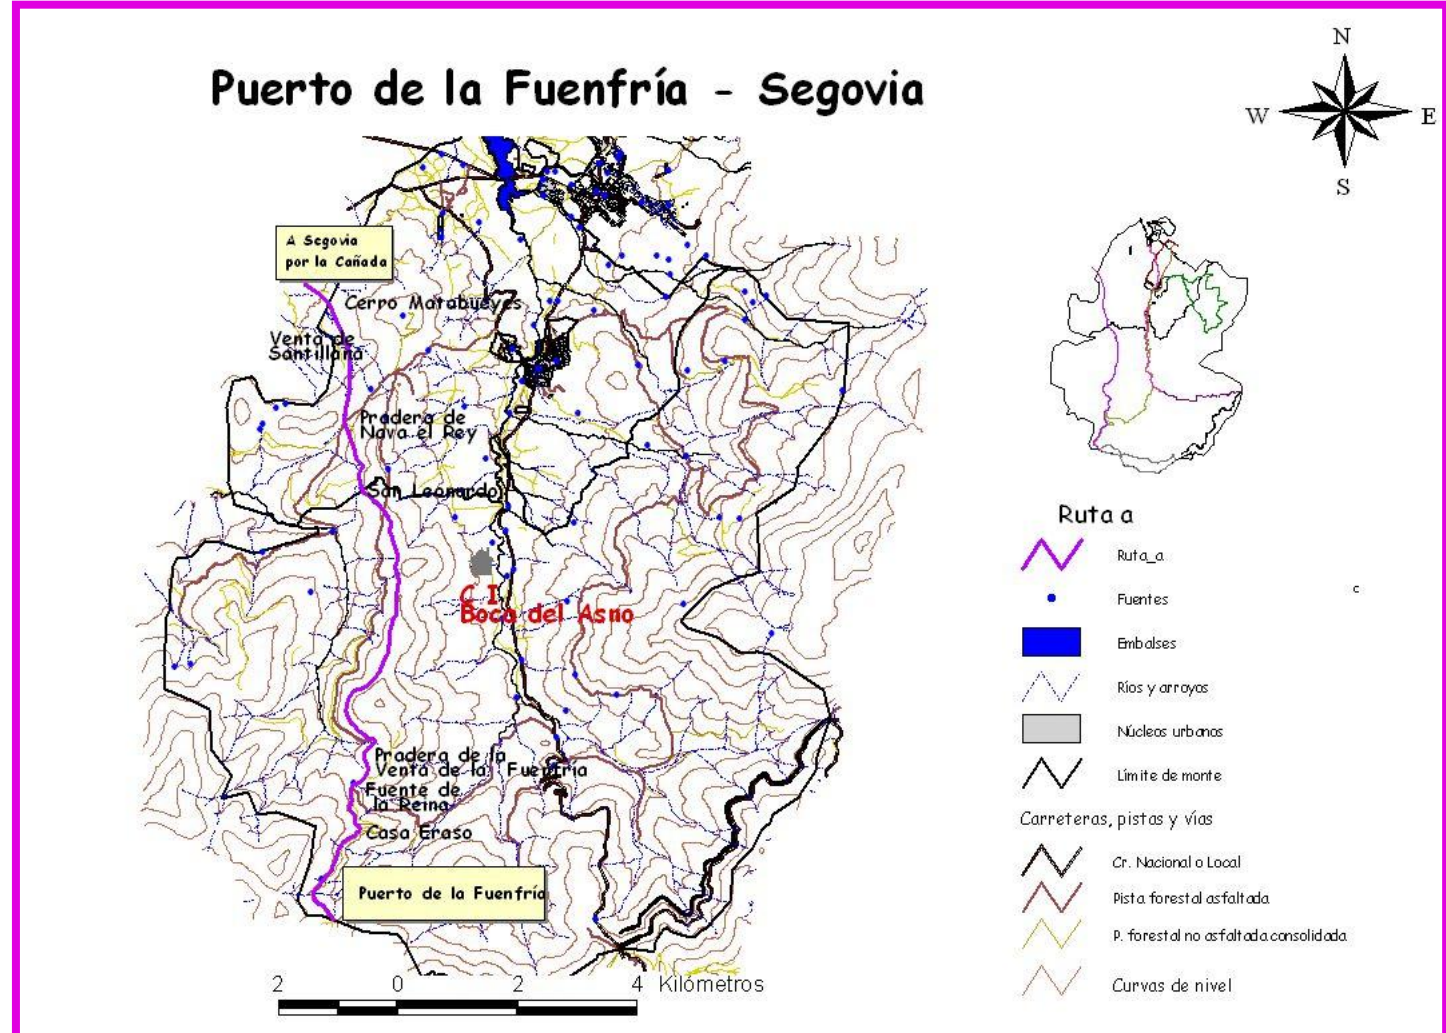 Puerto de la Fuenfría - Segovia
N
W
E
S
A Segovia
por la Cañada
Cerro Matabueyes
Venta de
Santillana
Pradera de
Nava el Rey
San Leonardo
C.I.
Boca del Asno
Pradera de la
Venta de la Fuenfría
Fuente de
la Reina
Casa Eraso
Puerto de la Fuenfría
2 0 2 4 Kilómetros
Ruta a
Ruta_a
Fuentes
c
Embalses
Ríos y arroyos
Núcleos urbanos
Límite de monte
Carreteras, pistas y vías
Cr. Nacional o Local
Pista forestal asfaltada
P. forestal no asfaltada consolidada
Curvas de nivel